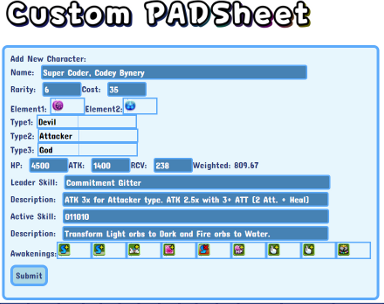 Custom PADSheet
Add New Character:
Name: Super Coder, Codey Bynery
Rarity: 6 Cost: 35
Element1: Element2:
Type1: Devil
Type2: Attacker
Type3: God
HP: 4500 ATK: 1400 RCV: 238 Weighted: 809.67
Leader Skill: Commitment Gitter
Description: ATK 3x for Attacker type. ATK 2.5x with 3+ ATT (2 Att. + Heal)
Active Skill: 011010
Description: Transform Light orbs to Dark and Fire orbs to Water.
Awakenings:
Submit